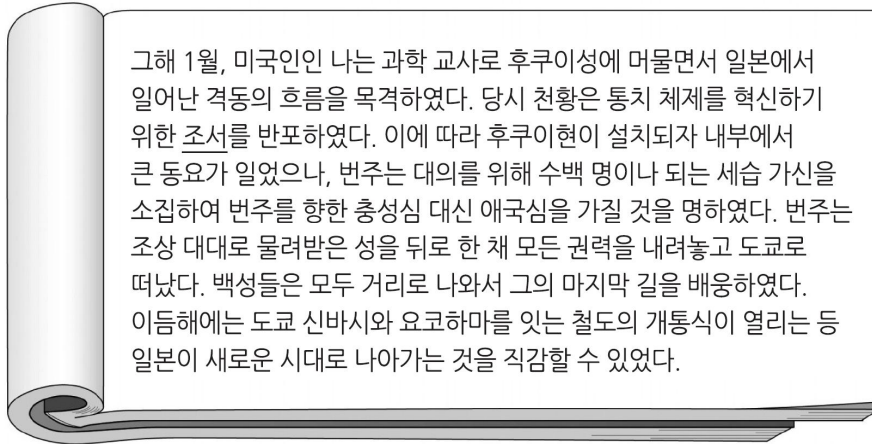 그해 1월, 미국인인 나는 과학 교사로 후쿠이성에 머물면서 일본에서
일어난 격동의 흐름을 목격하였다. 당시 천황은 통치 체제를 혁신하기
위한 조서를 반포하였다. 이에 따라 후쿠이현이 설치되자 내부에서
큰 동요가 일었으나, 번주는 대의를 위해 수백 명이나 되는 세습 가신을
소집하여 번주를 향한 충성심 대신 애국심을 가질 것을 명하였다. 번주는
조상 대대로 물려받은 성을 뒤로 한 채 모든 권력을 내려놓고 도쿄로
떠났다. 백성들은 모두 거리로 나와서 그의 마지막 길을 배웅하였다.
이듬해에는 도쿄 신바시와 요코하마를 잇는 철도의 개통식이 열리는 등
일본이 새로운 시대로 나아가는 것을 직감할 수 있었다.